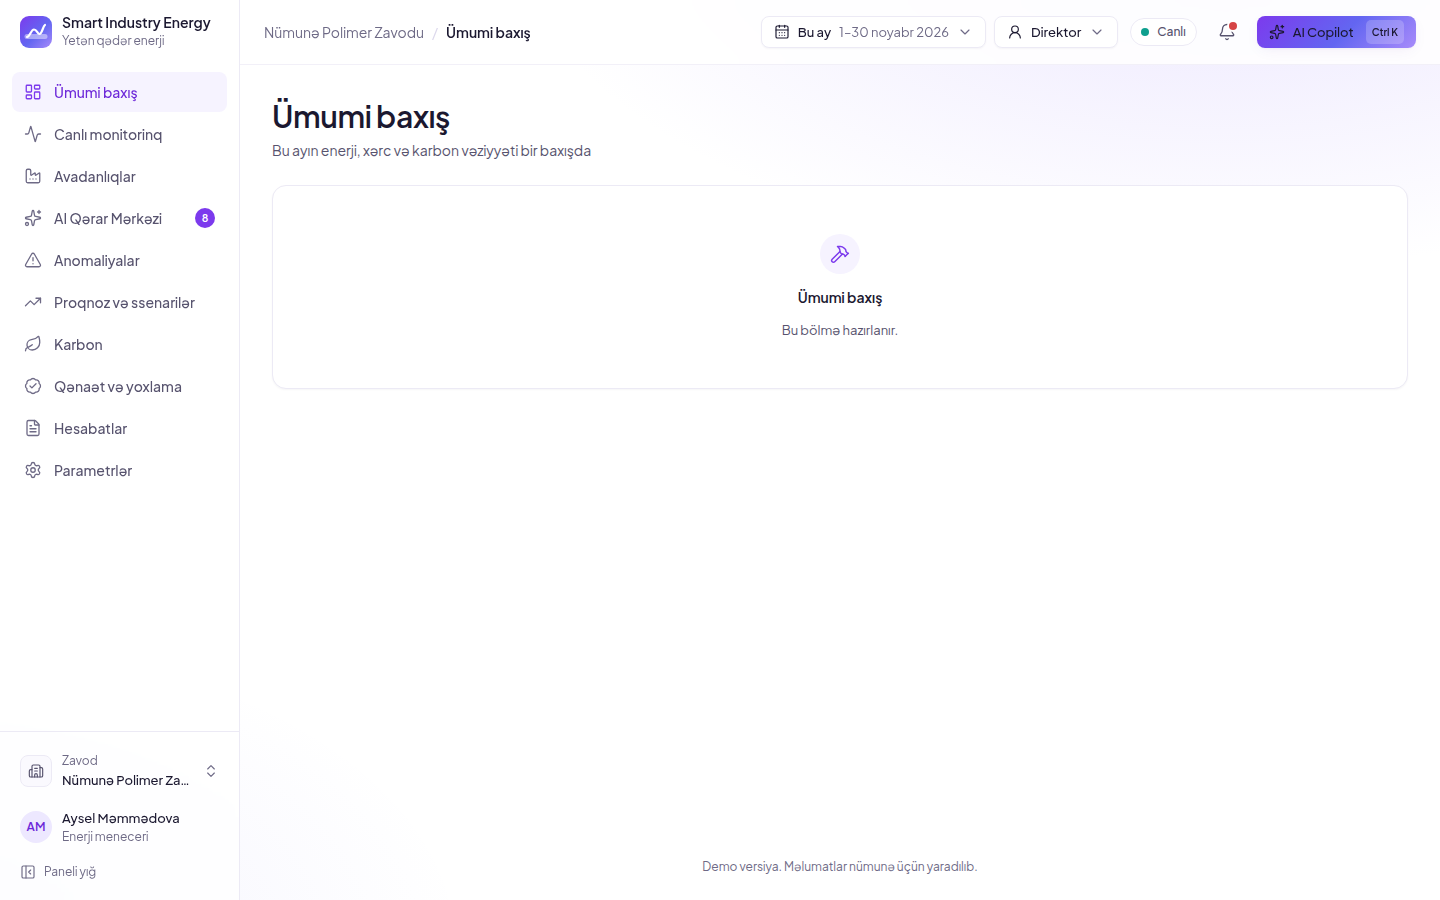 Smart Industry Energy
Yetən qədər enerji
Ümumi baxış
Canlı monitorinq
Avadanlıqlar
AI Qərar Mərkəzi 8
Anomaliyalar
Proqnoz və ssenarilər
Karbon
Qənaət və yoxlama
Hesabatlar
Parametrlər
Zavod
Nümunə Polimer Za...
AM
Aysel Məmmədova
Enerji meneceri
Paneli yığ
Nümunə Polimer Zavodu / Ümumi baxış
Bu ay 1–30 noyabr 2026
Direktor
Canlı
AI Copilot Ctrl K
Ümumi baxış
Bu ayın enerji, xərc və karbon vəziyyəti bir baxışda
Ümumi baxış
Bu bölmə hazırlanır.
Demo versiya. Məlumatlar nümunə üçün yaradılıb.